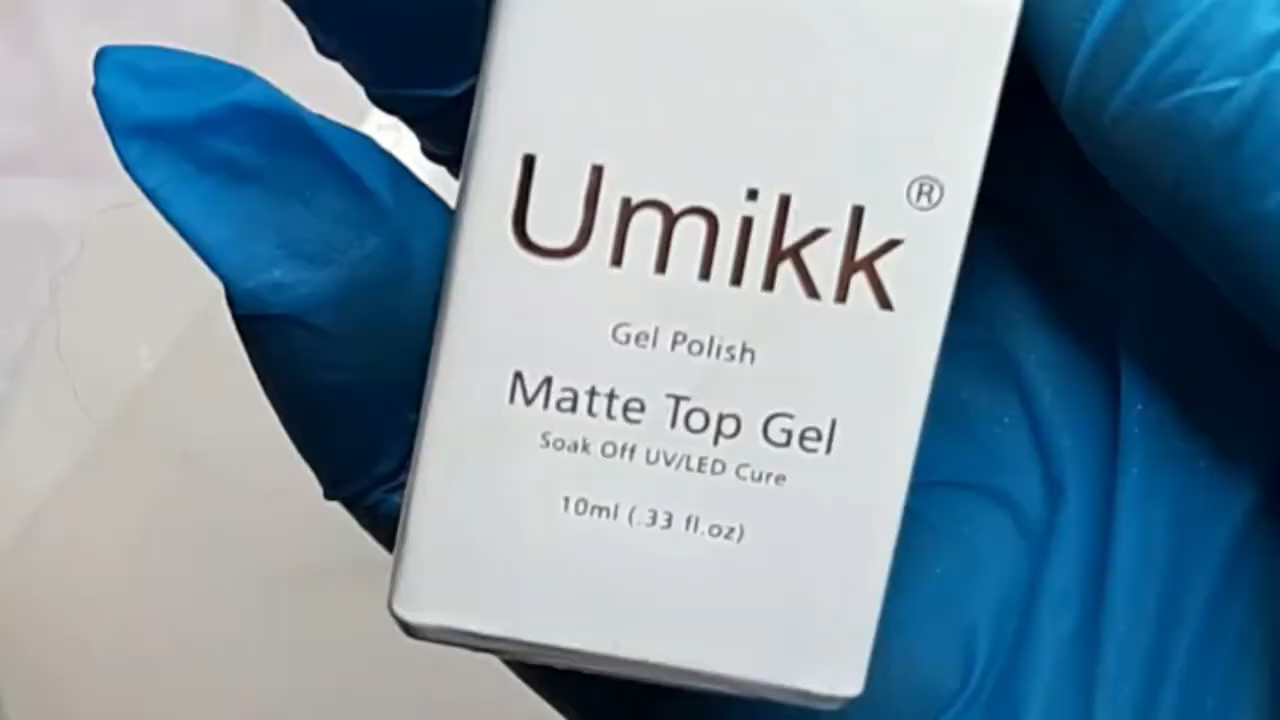 Umikk®
Gel Polish
Matte Top Gel
Soak Off UV/LED Cure
10ml (.33 fl.oz)